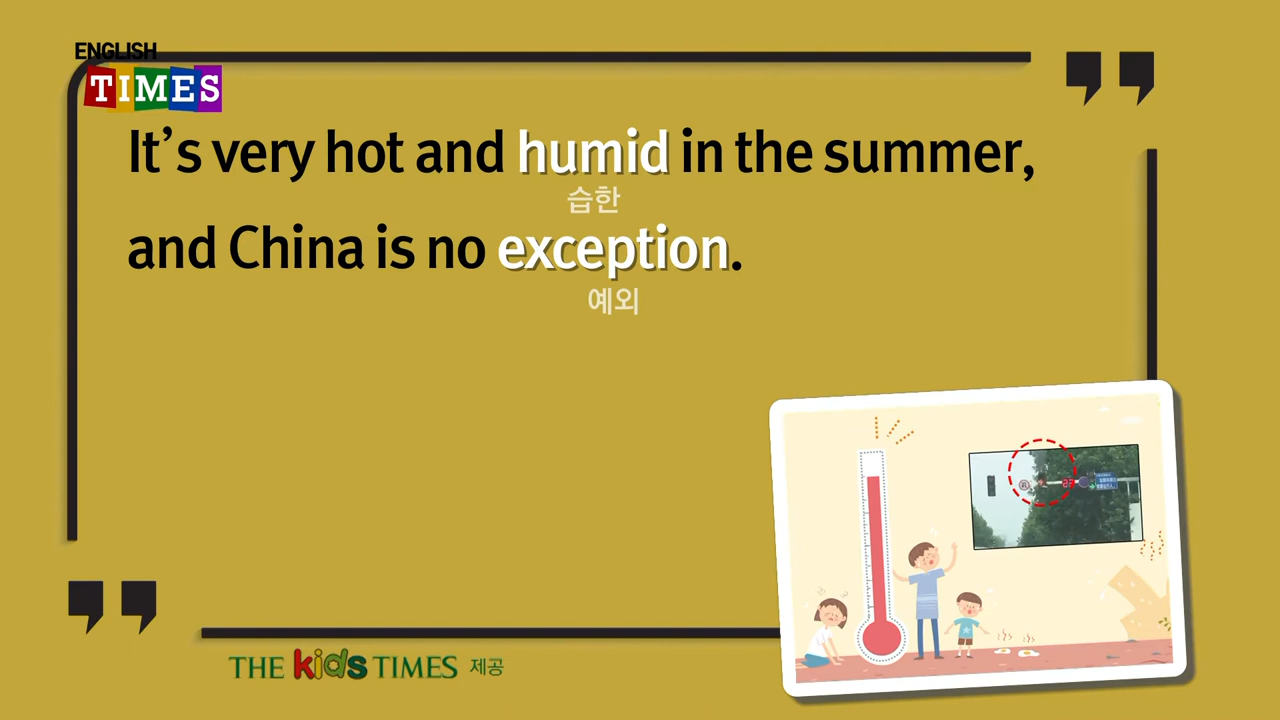 ENGLISH
TIMES
It’s very hot and humid in the summer,
습한
and China is no exception.
예외
THE kids TIMES 제공